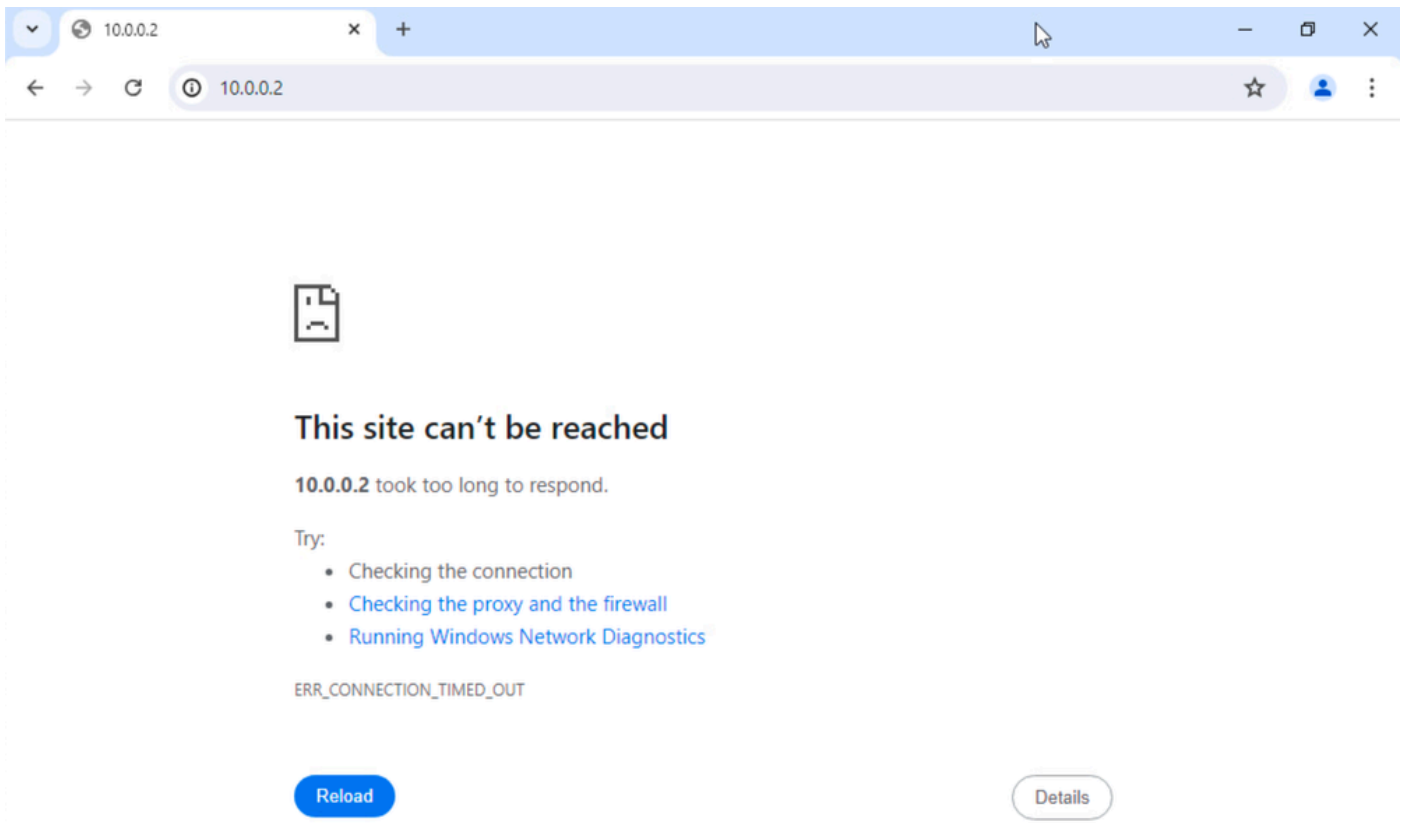 10.0.0.2
10.0.0.2
This site can’t be reached
10.0.0.2 took too long to respond.
Try:
Checking the connection
Checking the proxy and the firewall
Running Windows Network Diagnostics
ERR_CONNECTION_TIMED_OUT
Reload
Details